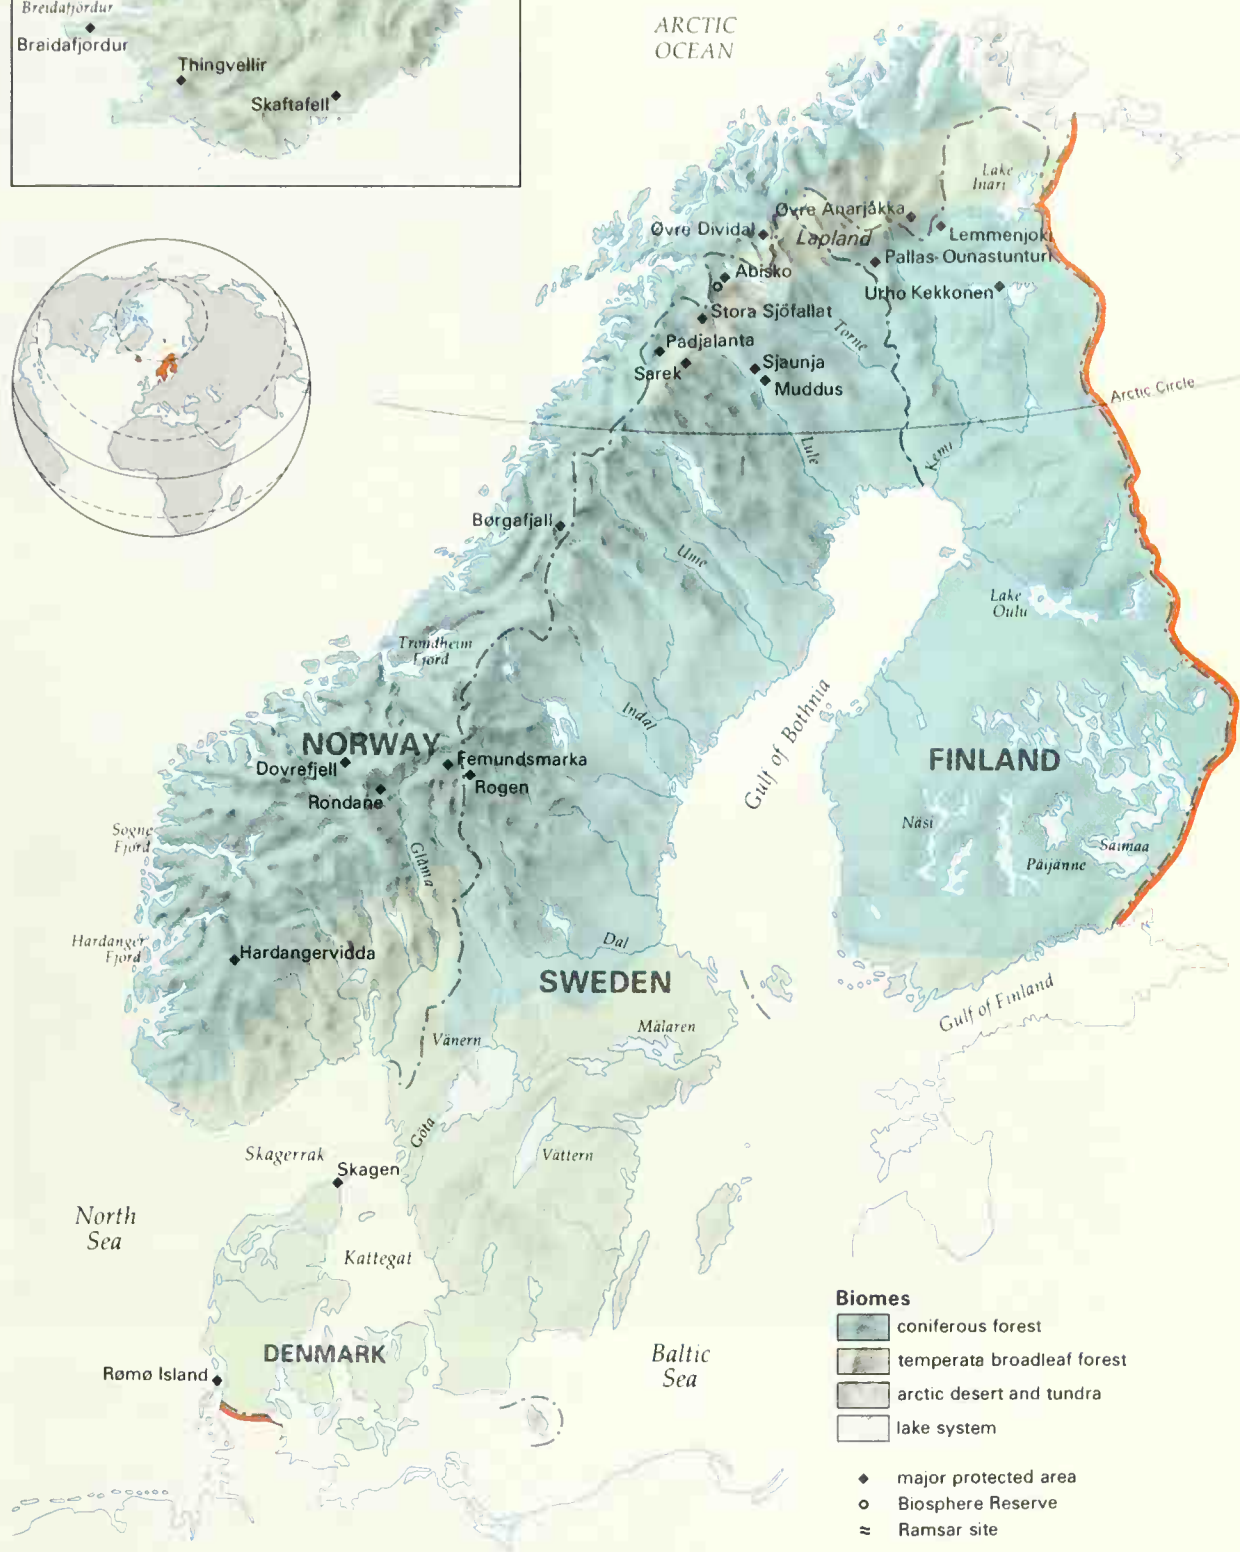 Breidafjördur
Braidafjordur
Thingvellir
Skaftafell
ARCTIC
OCEAN
Lake
Inari
Øvre Anarjåkka
Øvre Dividal
Lapland
Lemmenjoki
Pallas-Ounastunturi
Abisko
Urho Kekkonen
Stora Sjöfallat
Torne
Padjalanta
Sarek
Sjaunja
Muddus
Arctic Circle
Lule
Kemi
Børgafjall
Ume
Lake
Oulu
Trondheim
Fjord
Indal
Gulf of Bothnia
NORWAY
FINLAND
Dovrefjell
Femundsmarka
Rogen
Rondane
Sogne
Fjord
Glåma
Näsi
Saimaa
Päijänne
Hardanger
Fjord
Hardangervidda
Dal
SWEDEN
Gulf of Finland
Mälaren
Vänern
Göta
Skagerrak
Skagen
Vättern
North
Sea
Kattegat
DENMARK
Rømø Island
Baltic
Sea
Biomes
coniferous forest
temperata broadleaf forest
arctic desert and tundra
lake system
major protected area
Biosphere Reserve
Ramsar site